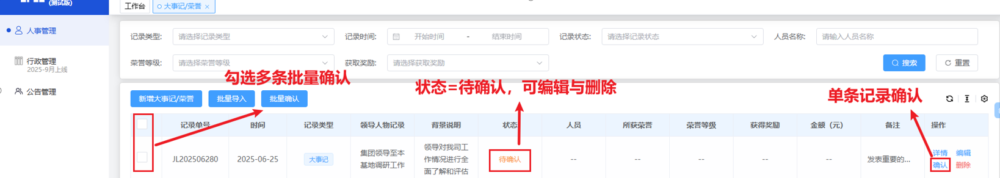 (测试版)
工作台
大事记/荣誉 ×
人事管理
行政管理
2025-9月上线
公告管理
记录类型: 请选择记录类型
记录时间: 开始时间 - 结束时间
记录状态: 请选择记录状态
人员名称: 请输入人员名称
荣誉等级: 请选择荣誉等级
获取奖励: 请选择获取奖励
搜索
重置
勾选多条批量确认
状态=待确认，可编辑与删除
单条记录确认
新增大事记/荣誉
批量导入
批量确认
记录单号 时间 记录类型 领导人物记录 背景说明 状态 人员 所获荣誉 荣誉等级 获得奖励 金额（元） 备注 操作
JL202506280 2025-06-25 大事记
集团领导至本
基地调研工作
领导对我司工
作情况进行全
面了解和评估
待确认 -- -- -- -- -- 发表重要的...
详情 编辑
确认 删除